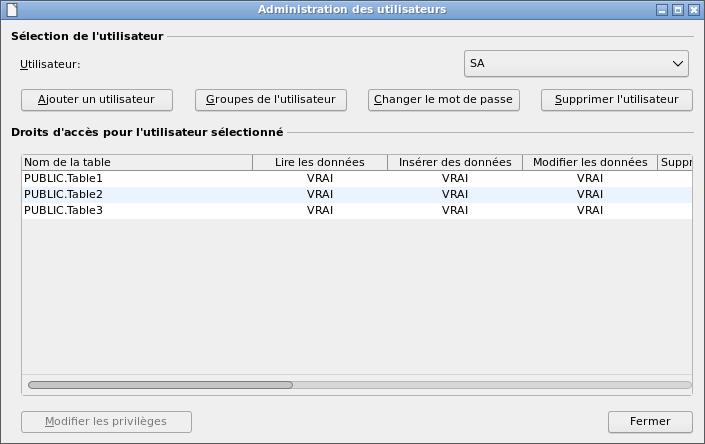 Administration des utilisateurs
Sélection de l'utilisateur
Utilisateur: SA
Ajouter un utilisateur Groupes de l'utilisateur Changer le mot de passe Supprimer l'utilisateur
Droits d'accès pour l'utilisateur sélectionné
Nom de la table Lire les données Insérer des données Modifier les données Suppr
PUBLIC.Table1 VRAI VRAI VRAI
PUBLIC.Table2 VRAI VRAI VRAI
PUBLIC.Table3 VRAI VRAI VRAI
Modifier les privilèges Fermer